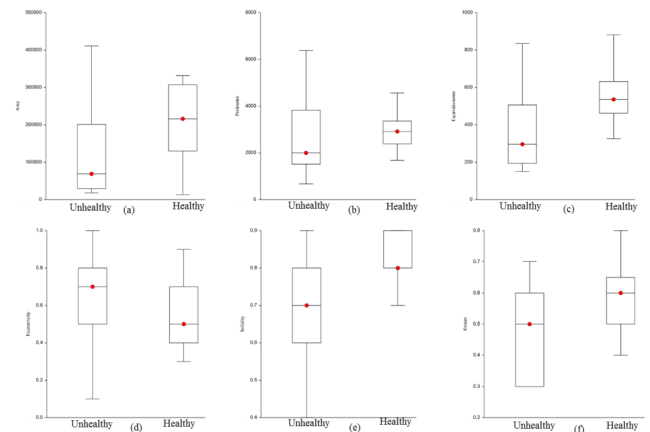 500000
400000
300000
200000
100000
0
Area
Unhealthy
(a)
Healthy
8000
6000
4000
2000
0
Perimeter
Unhealthy
(b)
Healthy
1000
800
600
400
200
0
Unhealthy
(c)
Healthy
1.0
0.8
0.6
0.4
0.2
0.0
Eccentricity
Unhealthy
(d)
Healthy
0.9
0.8
0.7
0.6
0.5
0.4
Solidity
Unhealthy
(e)
Healthy
0.8
0.7
0.6
0.5
0.4
0.3
0.2
Unhealthy
(f)
Healthy